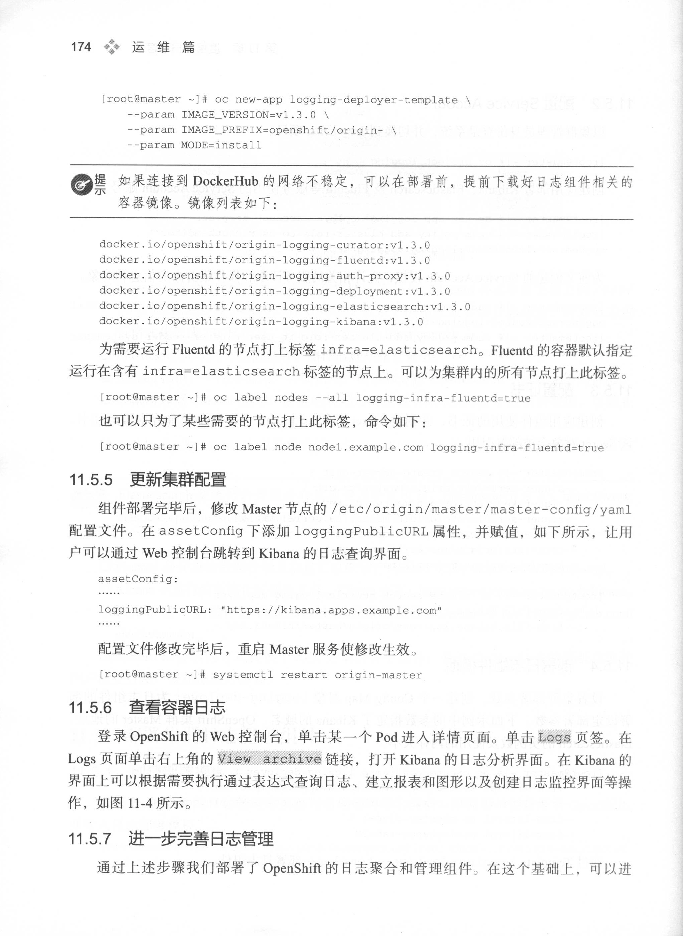 174 运维篇
[root@master ~]# oc new-app logging-deployer-template \
--param IMAGE_VERSION=v1.3.0 \
--param IMAGE_PREFIX=openshift/origin- \
--param MODE=install
提示 如果连接到 DockerHub 的网络不稳定，可以在部署前，提前下载好日志组件相关的
容器镜像。镜像列表如下：
docker.io/openshift/origin-logging-curator:v1.3.0
docker.io/openshift/origin-logging-fluentd:v1.3.0
docker.io/openshift/origin-logging-auth-proxy:v1.3.0
docker.io/openshift/origin-logging-deployment:v1.3.0
docker.io/openshift/origin-logging-elasticsearch:v1.3.0
docker.io/openshift/origin-logging-kibana:v1.3.0
为需要运行 Fluentd 的节点打上标签 infra=elasticsearch。Fluentd 的容器默认指定
运行在含有 infra=elasticsearch 标签的节点上。可以为集群内的所有节点打上此标签。
[root@master ~]# oc label nodes --all logging-infra-fluentd=true
也可以只为了某些需要的节点打上此标签，命令如下：
[root@master ~]# oc label node node1.example.com logging-infra-fluentd=true
11.5.5 更新集群配置
组件部署完毕后，修改 Master 节点的 /etc/origin/master/master-config/yaml
配置文件。在 assetConfig 下添加 loggingPublicURL 属性，并赋值，如下所示，让用
户可以通过 Web 控制台跳转到 Kibana 的日志查询界面。
assetConfig:
……
loggingPublicURL: "https://kibana.apps.example.com"
……
配置文件修改完毕后，重启 Master 服务使修改生效。
[root@master ~]# systemctl restart origin-master
11.5.6 查看容器日志
登录 OpenShift 的 Web 控制台，单击某一个 Pod 进入详情页面。单击 Logs 页签。在
Logs 页面单击右上角的 View archive 链接，打开 Kibana 的日志分析界面。在 Kibana 的
界面上可以根据需要执行通过表达式查询日志、建立报表和图形以及创建日志监控界面等操
作，如图 11-4 所示。
11.5.7 进一步完善日志管理
通过上述步骤我们部署了 OpenShift 的日志聚合和管理组件。在这个基础上，可以进